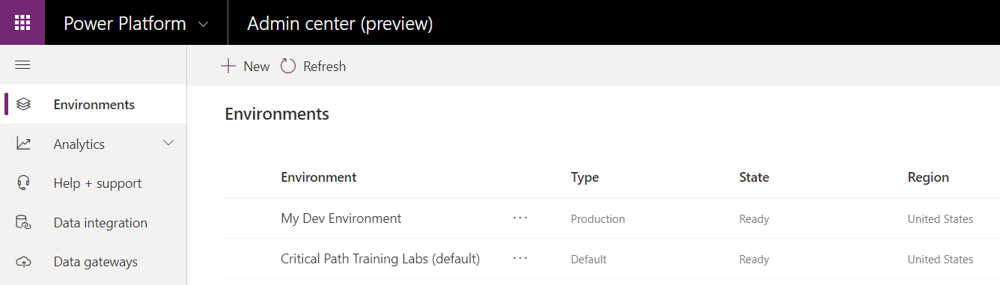 Power Platform Admin center (preview)
New Refresh
Environments
Analytics
Help + support
Data integration
Data gateways
Environments
Environment Type State Region
My Dev Environment ... Production Ready United States
Critical Path Training Labs (default) ... Default Ready United States